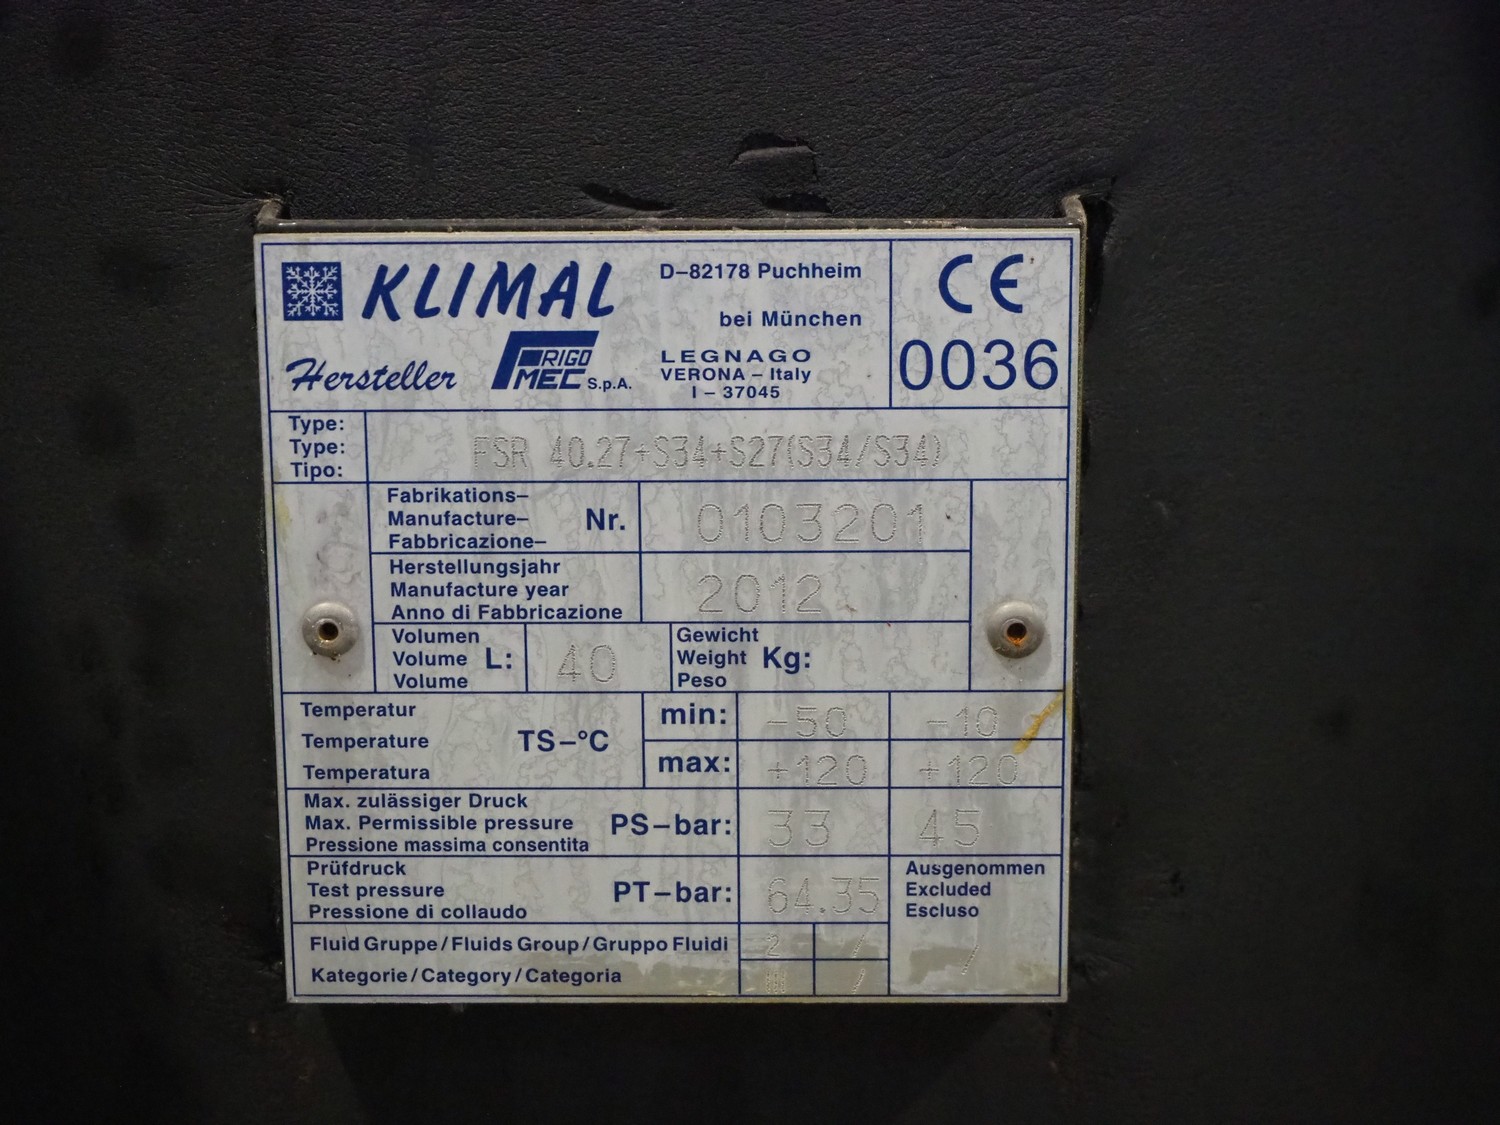 KLIMAL
D-82178 Puchheim
bei München
Hersteller FRIGOMEC S.p.A.
LEGNAGO
VERONA - Italy
I - 37045
CE
0036
Type:
Type:
Tipo:
FSR 40.27+S34+S27(S34/S34)
Fabrikations-
Manufacture-
Fabbricazione-
Nr.
0103201
Herstellungsjahr
Manufacture year
Anno di Fabbricazione
2012
Volumen
Volume
Volume
L:
40
Gewicht
Weight
Peso
Kg:
Temperatur
Temperature
Temperatura
TS-°C
min: -50 -10
max: +120 +120
Max. zulässiger Druck
Max. Permissible pressure
Pressione massima consentita
PS-bar:
33 45
Prüfdruck
Test pressure
Pressione di collaudo
PT-bar:
64.35
Ausgenommen
Excluded
Escluso
/
Fluid Gruppe/Fluids Group/Gruppo Fluidi 2 /
Kategorie/Category/Categoria III /